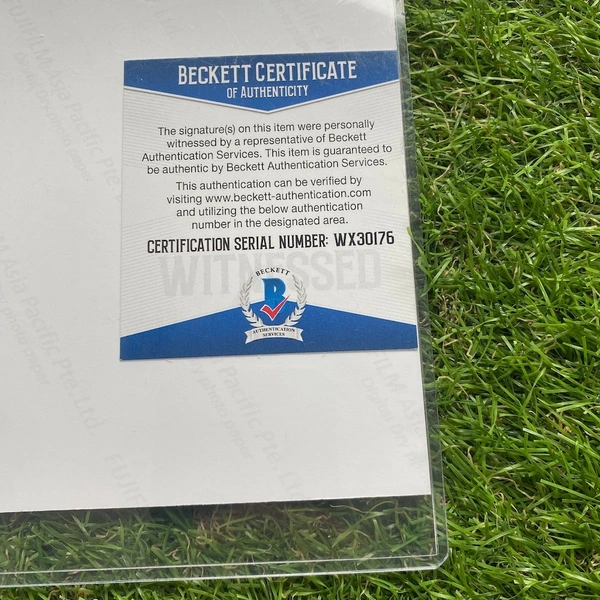 BECKETT CERTIFICATE
OF AUTHENTICITY
The signature(s) on this item were personally
witnessed by a representative of Beckett
Authentication Services. This item is guaranteed to
be authentic by Beckett Authentication Services.
This authentication can be verified by
visiting www.beckett-authentication.com
and utilizing the below authentication
number in the designated area.
CERTIFICATION SERIAL NUMBER: WX30176
WITNESSED
BECKETT
B
AUTHENTICATION
SERVICES
Pacific Pte. Ltd